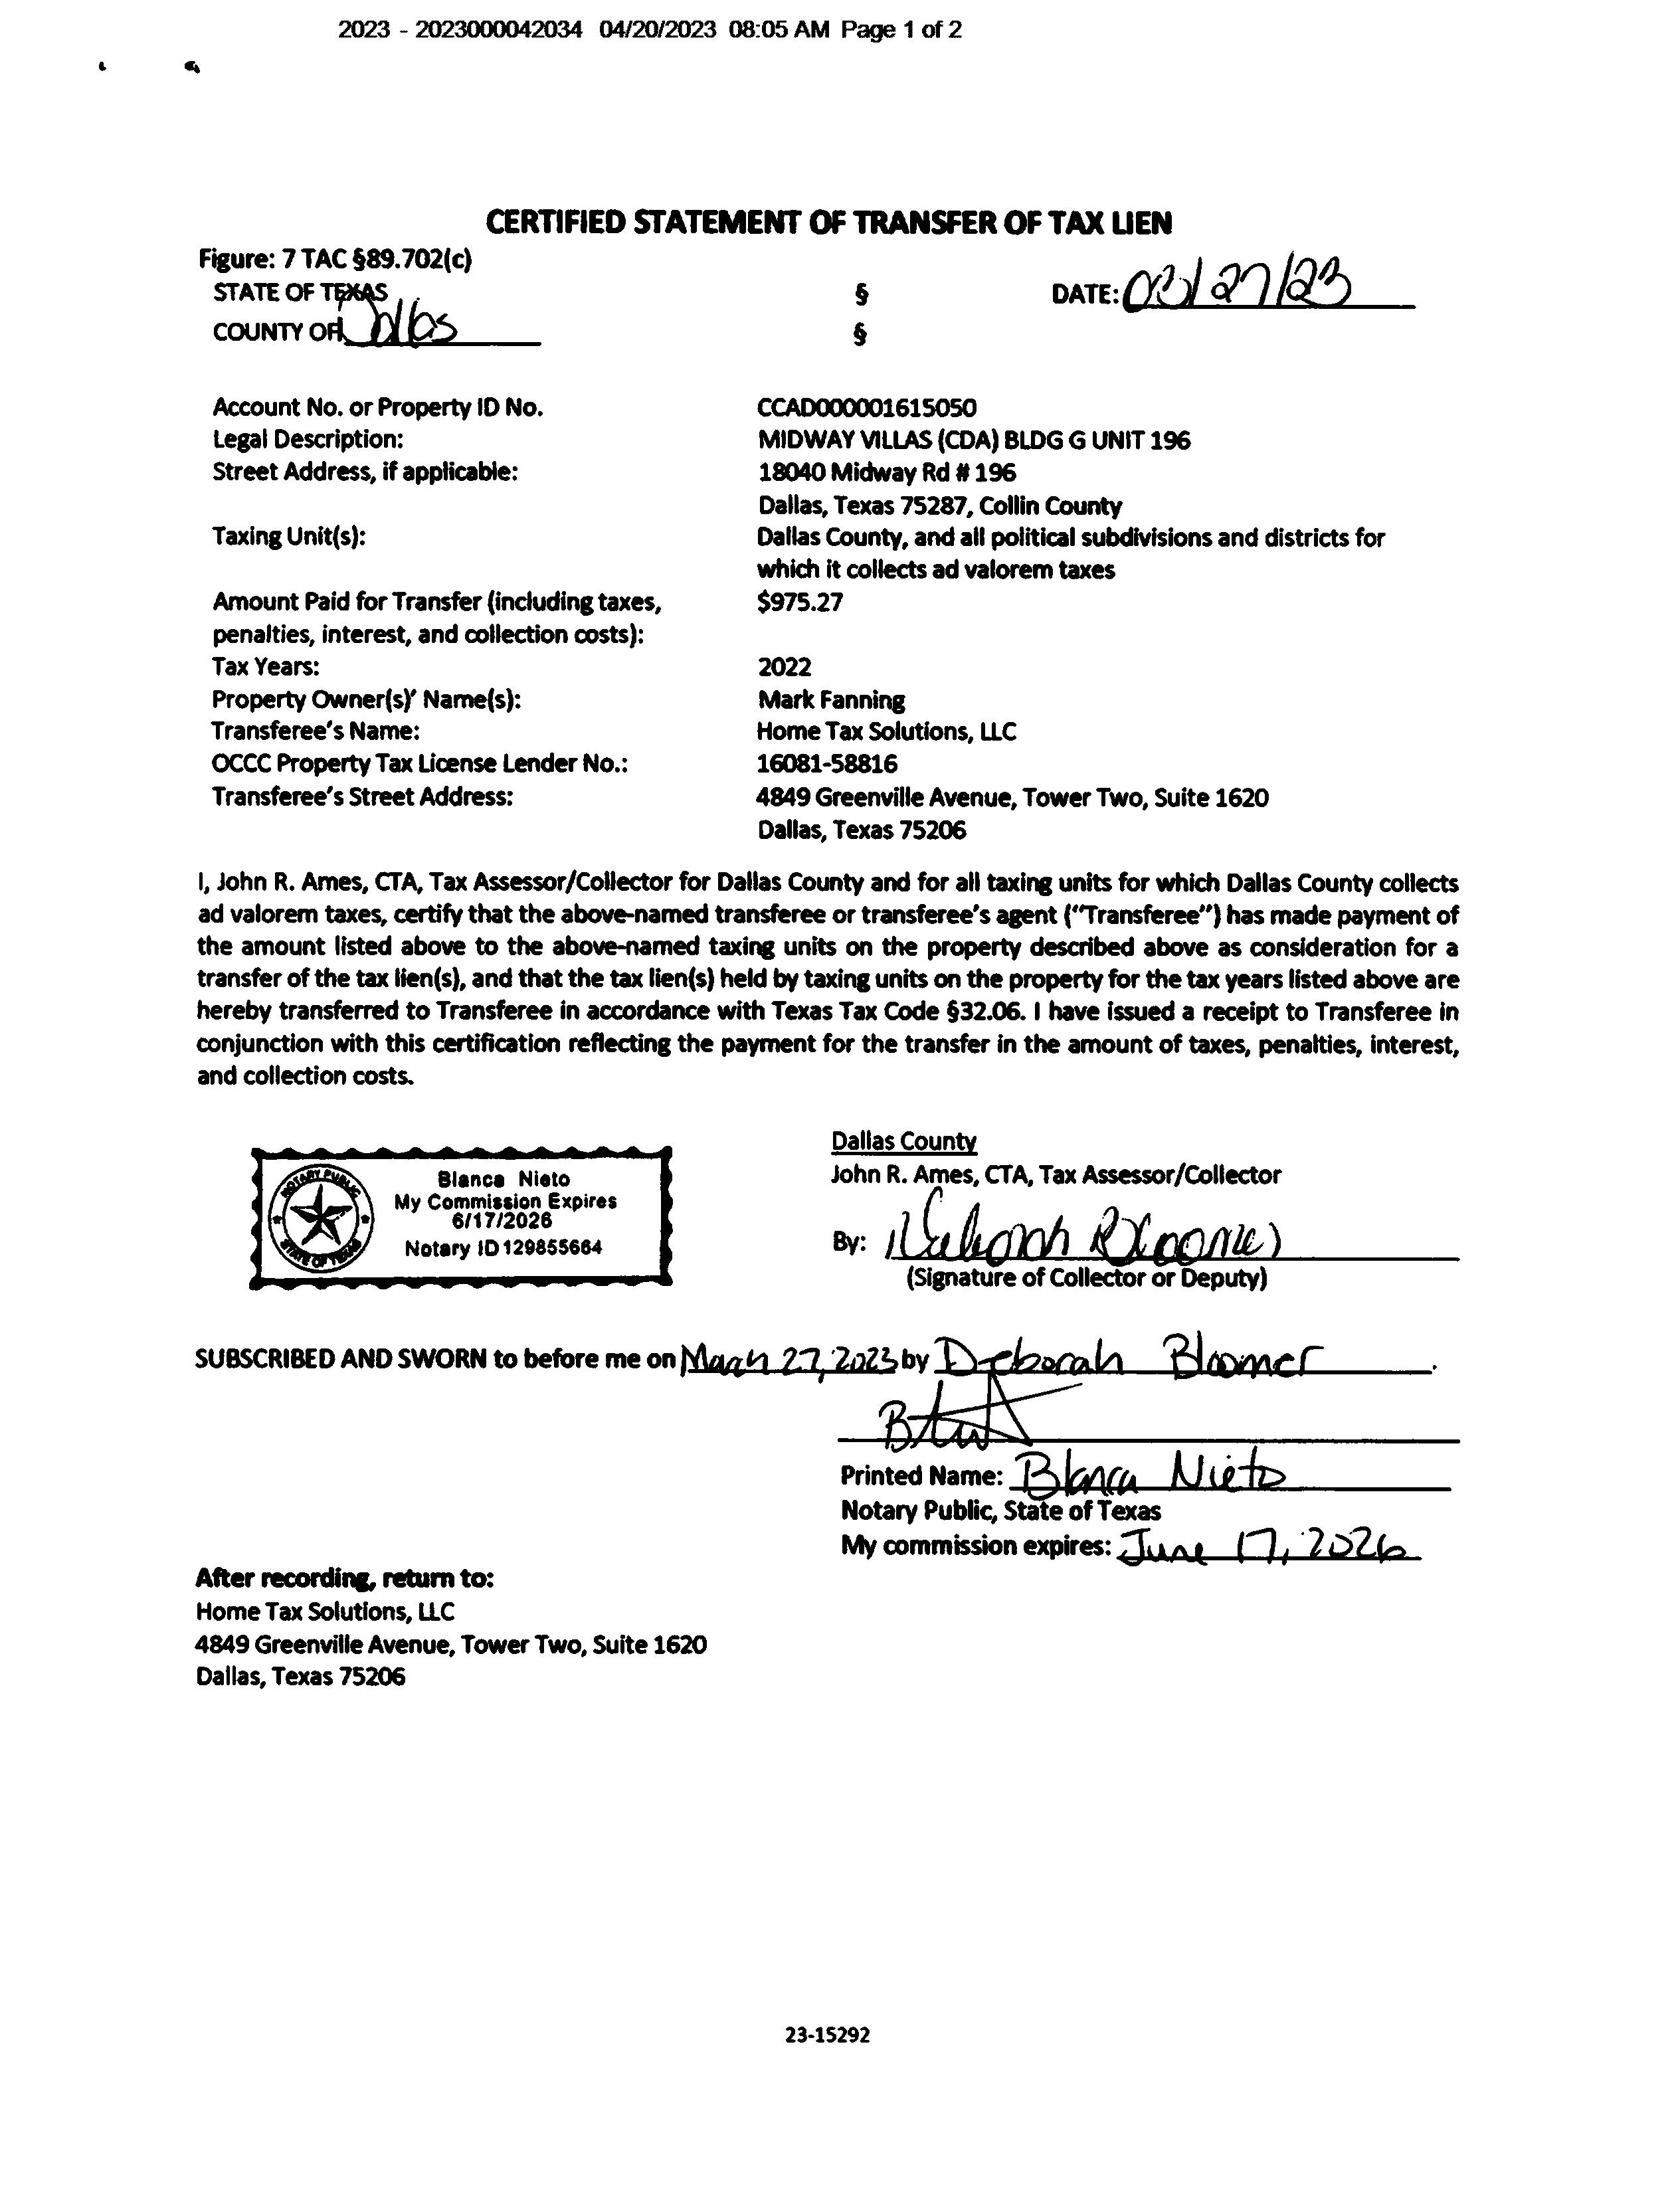 2023 - 2023000042034 04/20/2023 08:05 AM Page 1 of 2
CERTIFIED STATEMENT OF TRANSFER OF TAX LIEN
Figure: 7 TAC §89.702(c)
STATE OF TEXAS § DATE: 03/27/23
COUNTY OF Dallas §
Account No. or Property ID No. CCAD000001615050
Legal Description: MIDWAY VILLAS (CDA) BLDG G UNIT 196
Street Address, if applicable: 18040 Midway Rd # 196
Dallas, Texas 75287, Collin County
Taxing Unit(s): Dallas County, and all political subdivisions and districts for
which it collects ad valorem taxes
Amount Paid for Transfer (including taxes, $975.27
penalties, interest, and collection costs):
Tax Years: 2022
Property Owner(s)' Name(s): Mark Fanning
Transferee's Name: Home Tax Solutions, LLC
OCCC Property Tax License Lender No.: 16081-58816
Transferee's Street Address: 4849 Greenville Avenue, Tower Two, Suite 1620
Dallas, Texas 75206
I, John R. Ames, CTA, Tax Assessor/Collector for Dallas County and for all taxing units for which Dallas County collects
ad valorem taxes, certify that the above-named transferee or transferee's agent ("Transferee") has made payment of
the amount listed above to the above-named taxing units on the property described above as consideration for a
transfer of the tax lien(s), and that the tax lien(s) held by taxing units on the property for the tax years listed above are
hereby transferred to Transferee in accordance with Texas Tax Code §32.06. I have issued a receipt to Transferee in
conjunction with this certification reflecting the payment for the transfer in the amount of taxes, penalties, interest,
and collection costs.
Dallas County
John R. Ames, CTA, Tax Assessor/Collector
NOTARY PUBLIC
STATE OF TEXAS
Blanca Nieto
My Commission Expires
6/17/2026
Notary ID 129855664
By: Deborah Bloomer
(Signature of Collector or Deputy)
SUBSCRIBED AND SWORN to before me on March 27, 2023 by Deborah Bloomer.
Printed Name: Blanca Nieto
Notary Public, State of Texas
My commission expires: June 17, 2026
After recording, return to:
Home Tax Solutions, LLC
4849 Greenville Avenue, Tower Two, Suite 1620
Dallas, Texas 75206
23-15292